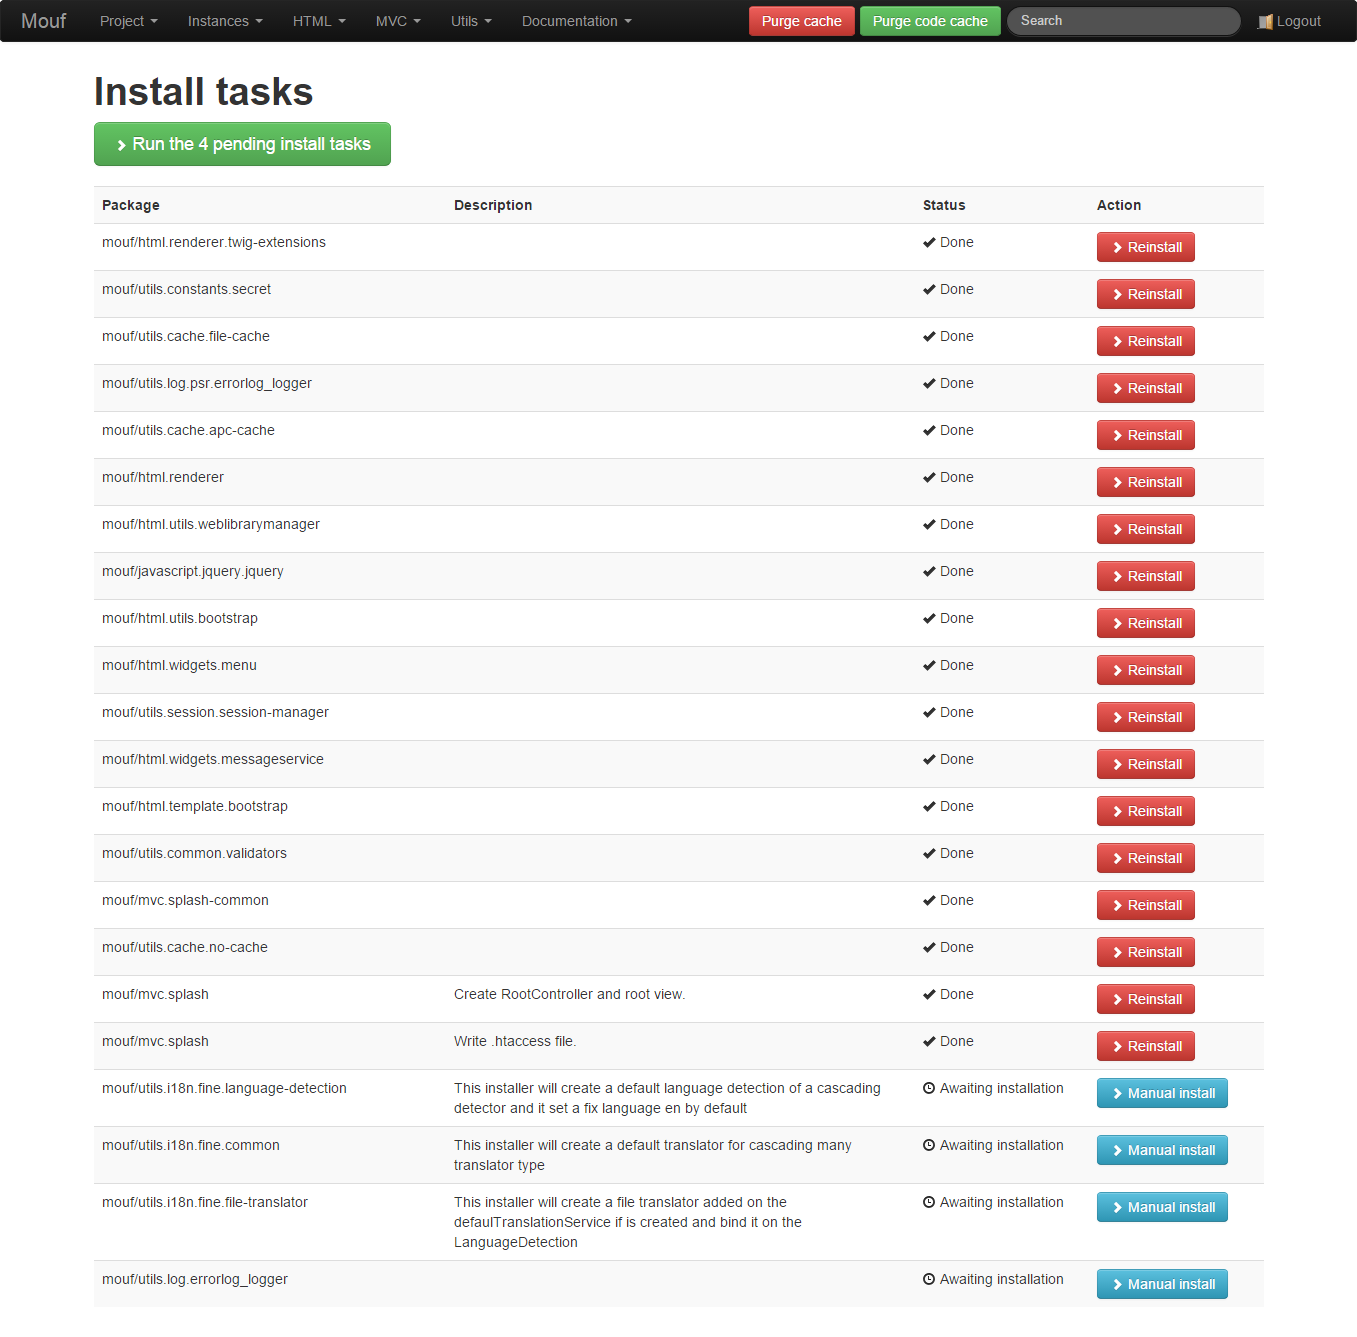 Mouf Project Instances HTML MVC Utils Documentation Purge cache Purge code cache Search Logout
Install tasks
Run the 4 pending install tasks
Package Description Status Action
mouf/html.renderer.twig-extensions Done Reinstall
mouf/utils.constants.secret Done Reinstall
mouf/utils.cache.file-cache Done Reinstall
mouf/utils.log.psr.errorlog_logger Done Reinstall
mouf/utils.cache.apc-cache Done Reinstall
mouf/html.renderer Done Reinstall
mouf/html.utils.weblibrarymanager Done Reinstall
mouf/javascript.jquery.jquery Done Reinstall
mouf/html.utils.bootstrap Done Reinstall
mouf/html.widgets.menu Done Reinstall
mouf/utils.session.session-manager Done Reinstall
mouf/html.widgets.messageservice Done Reinstall
mouf/html.template.bootstrap Done Reinstall
mouf/utils.common.validators Done Reinstall
mouf/mvc.splash-common Done Reinstall
mouf/utils.cache.no-cache Done Reinstall
mouf/mvc.splash Create RootController and root view. Done Reinstall
mouf/mvc.splash Write .htaccess file. Done Reinstall
mouf/utils.i18n.fine.language-detection This installer will create a default language detection of a cascading Awaiting installation Manual install
detector and it set a fix language en by default
mouf/utils.i18n.fine.common This installer will create a default translator for cascading many Awaiting installation Manual install
translator type
mouf/utils.i18n.fine.file-translator This installer will create a file translator added on the Awaiting installation Manual install
defaulTranslationService if is created and bind it on the
LanguageDetection
mouf/utils.log.errorlog_logger Awaiting installation Manual install